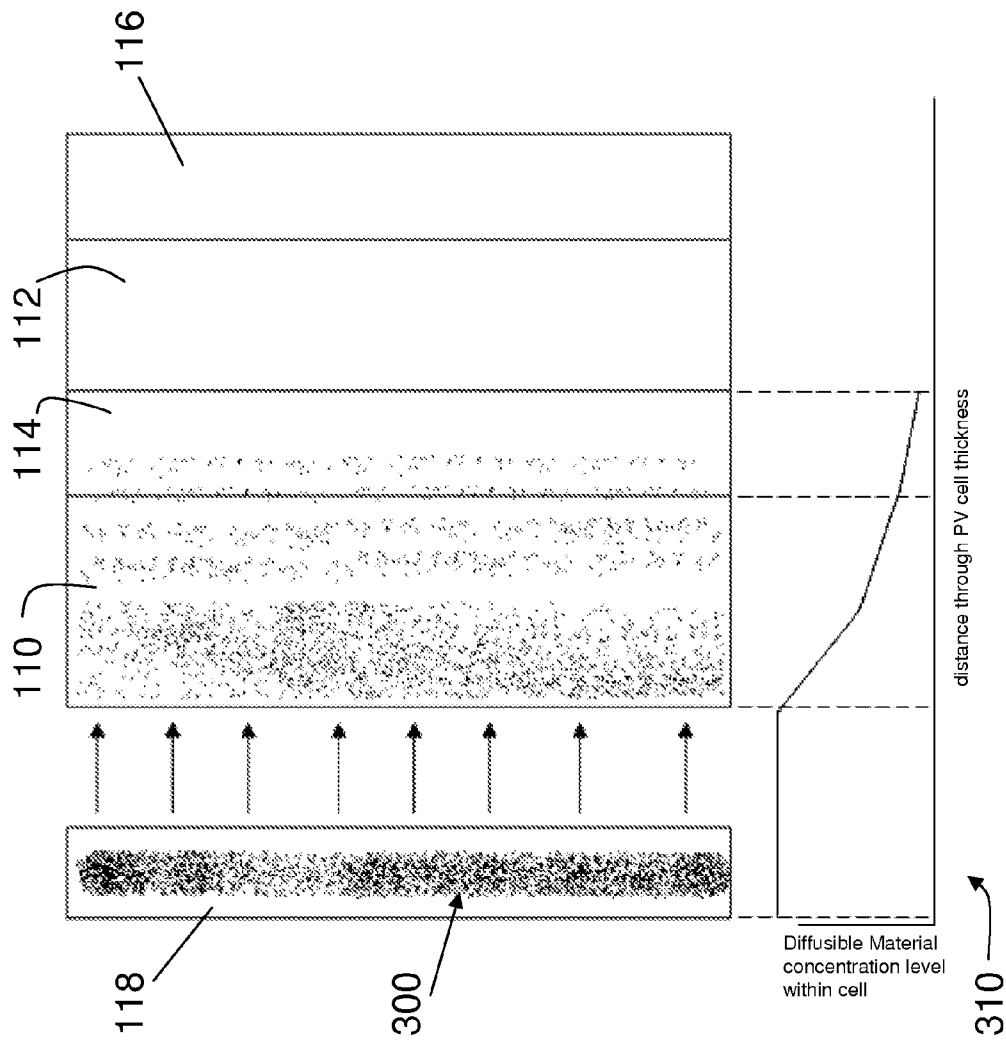 116
112
114
110
118
300
Diffusible Material
concentration level
within cell
distance through PV cell thickness
310